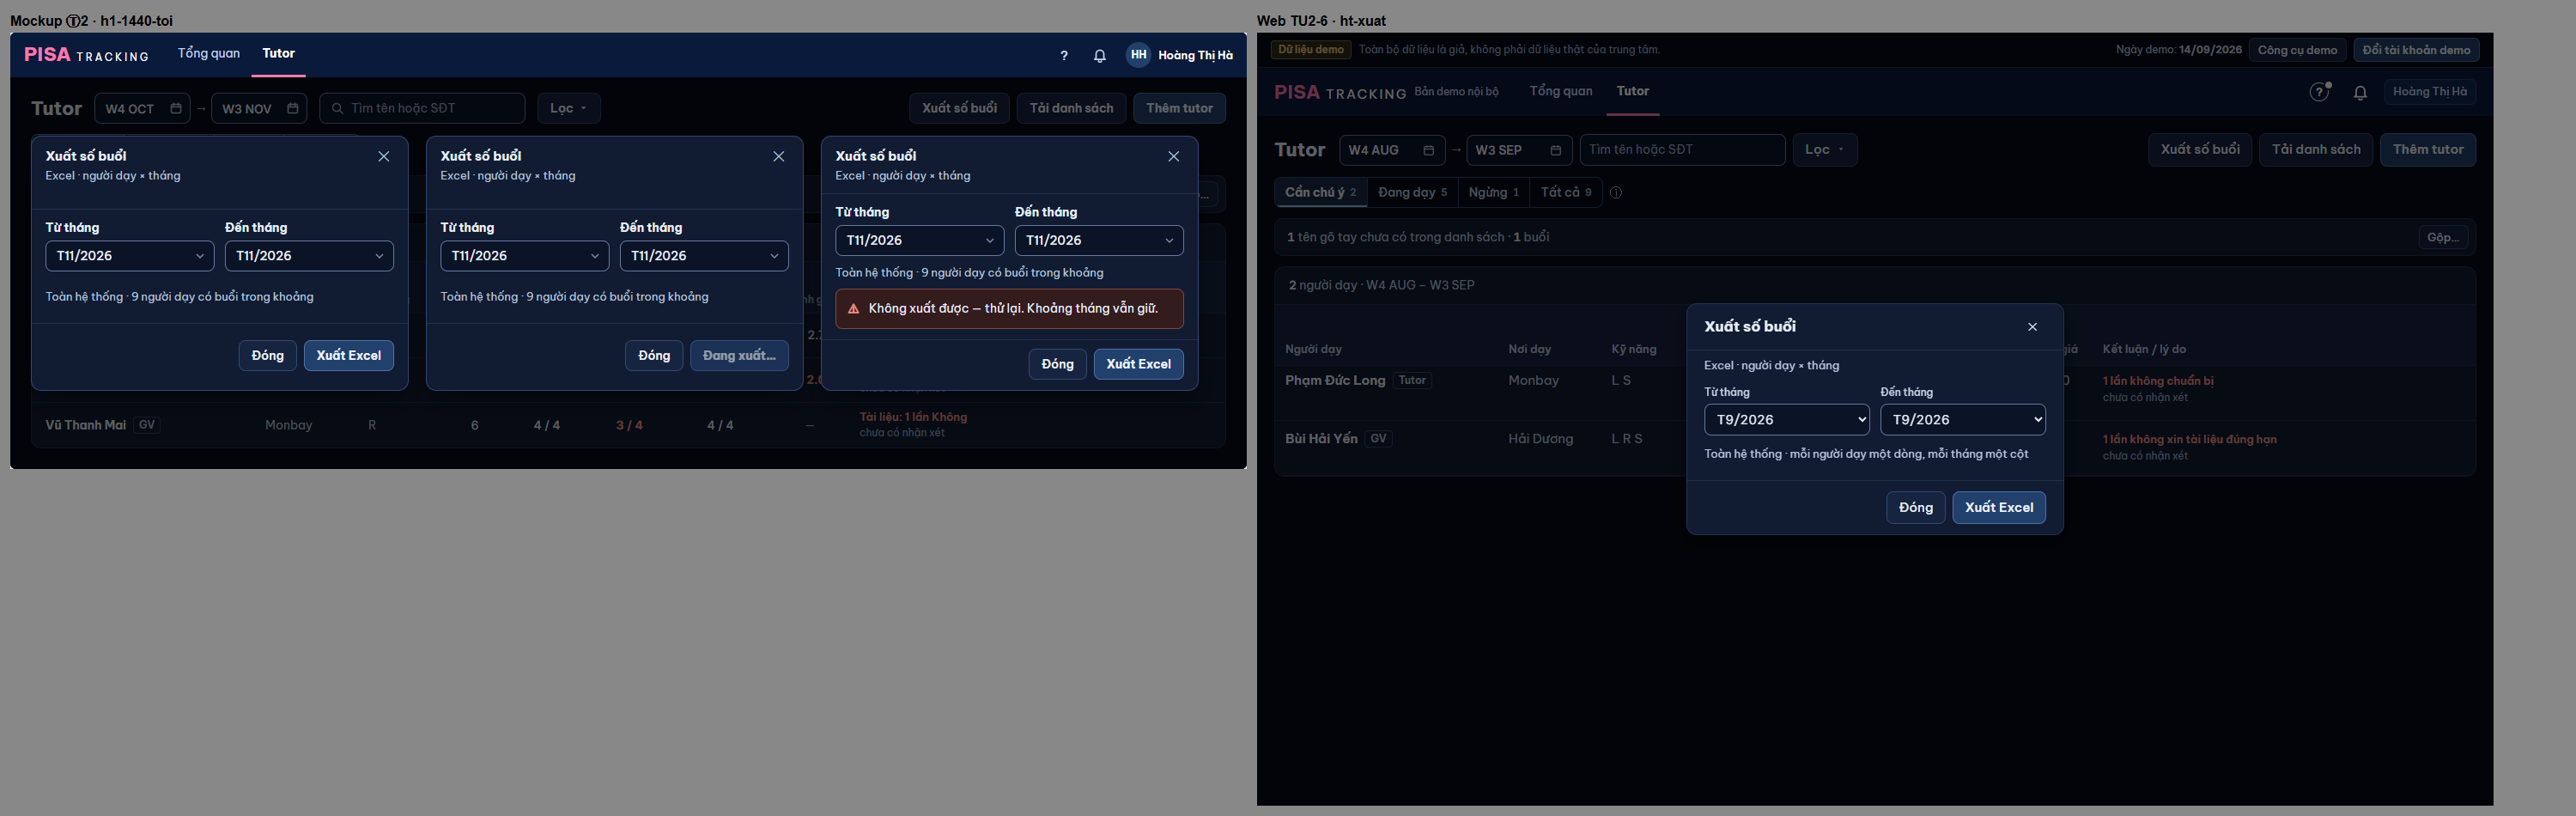 Mockup Ⓣ2 · h1-1440-toi
PISA TRACKING
Tổng quan
Tutor
?
HH
Hoàng Thị Hà
Tutor
W4 OCT
→
W3 NOV
Tìm tên hoặc SĐT
Lọc
Xuất số buổi
Tải danh sách
Thêm tutor
Xuất số buổi
Excel · người dạy × tháng
Từ tháng
Đến tháng
T11/2026
T11/2026
Toàn hệ thống · 9 người dạy có buổi trong khoảng
Đóng
Xuất Excel
Xuất số buổi
Excel · người dạy × tháng
Từ tháng
Đến tháng
T11/2026
T11/2026
Toàn hệ thống · 9 người dạy có buổi trong khoảng
Đóng
Đang xuất...
Xuất số buổi
Excel · người dạy × tháng
Từ tháng
Đến tháng
T11/2026
T11/2026
Toàn hệ thống · 9 người dạy có buổi trong khoảng
Không xuất được — thử lại. Khoảng tháng vẫn giữ.
Đóng
Xuất Excel
Vũ Thanh Mai
GV
Monbay
R
6
4 / 4
3 / 4
4 / 4
—
Tài liệu: 1 lần Không
chưa có nhận xét
Web TU2-6 · ht-xuat
Dữ liệu demo
Toàn bộ dữ liệu là giả, không phải dữ liệu thật của trung tâm.
Ngày demo: 14/09/2026
Công cụ demo
Đổi tài khoản demo
PISA TRACKING
Bản demo nội bộ
Tổng quan
Tutor
?
Hoàng Thị Hà
Tutor
W4 AUG
→
W3 SEP
Tìm tên hoặc SĐT
Lọc
Xuất số buổi
Tải danh sách
Thêm tutor
Cần chú ý 2
Đang dạy 5
Ngừng 1
Tất cả 9
1 tên gõ tay chưa có trong danh sách · 1 buổi
Gộp...
2 người dạy · W4 AUG – W3 SEP
Người dạy
Nơi dạy
Kỹ năng
Kết luận / lý do
Phạm Đức Long
Tutor
Monbay
L S
1 lần không chuẩn bị
chưa có nhận xét
Bùi Hải Yến
GV
Hải Dương
L R S
1 lần không xin tài liệu đúng hạn
chưa có nhận xét
Xuất số buổi
Excel · người dạy × tháng
Từ tháng
Đến tháng
T9/2026
T9/2026
Toàn hệ thống · mỗi người dạy một dòng, mỗi tháng một cột
Đóng
Xuất Excel